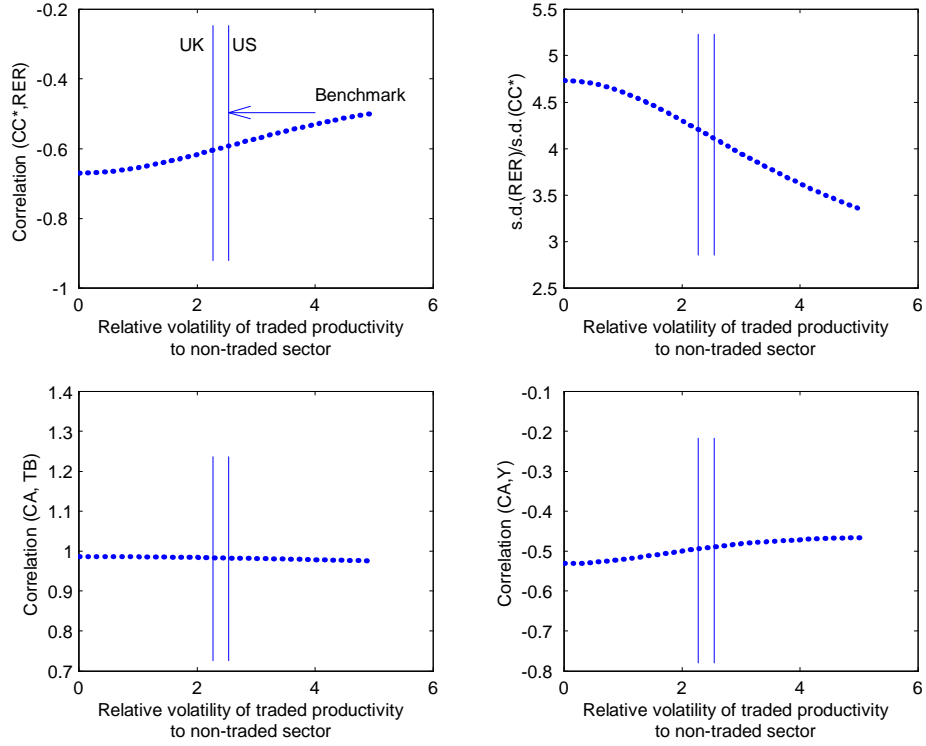 -0.2
-0.4
-0.6
-0.8
-1
Correlation (CC*,RER)
UK
US
Benchmark
0
2
4
6
Relative volatility of traded productivity
to non-traded sector
5.5
5
4.5
4
3.5
3
2.5
s.d.(RER)/s.d.(CC*)
0
2
4
6
Relative volatility of traded productivity
to non-traded sector
1.4
1.3
1.2
1.1
1
0.9
0.8
0.7
Correlation (CA, TB)
0
2
4
6
Relative volatility of traded productivity
to non-traded sector
-0.1
-0.2
-0.3
-0.4
-0.5
-0.6
-0.7
-0.8
Correlation (CA,Y)
0
2
4
6
Relative volatility of traded productivity
to non-traded sector